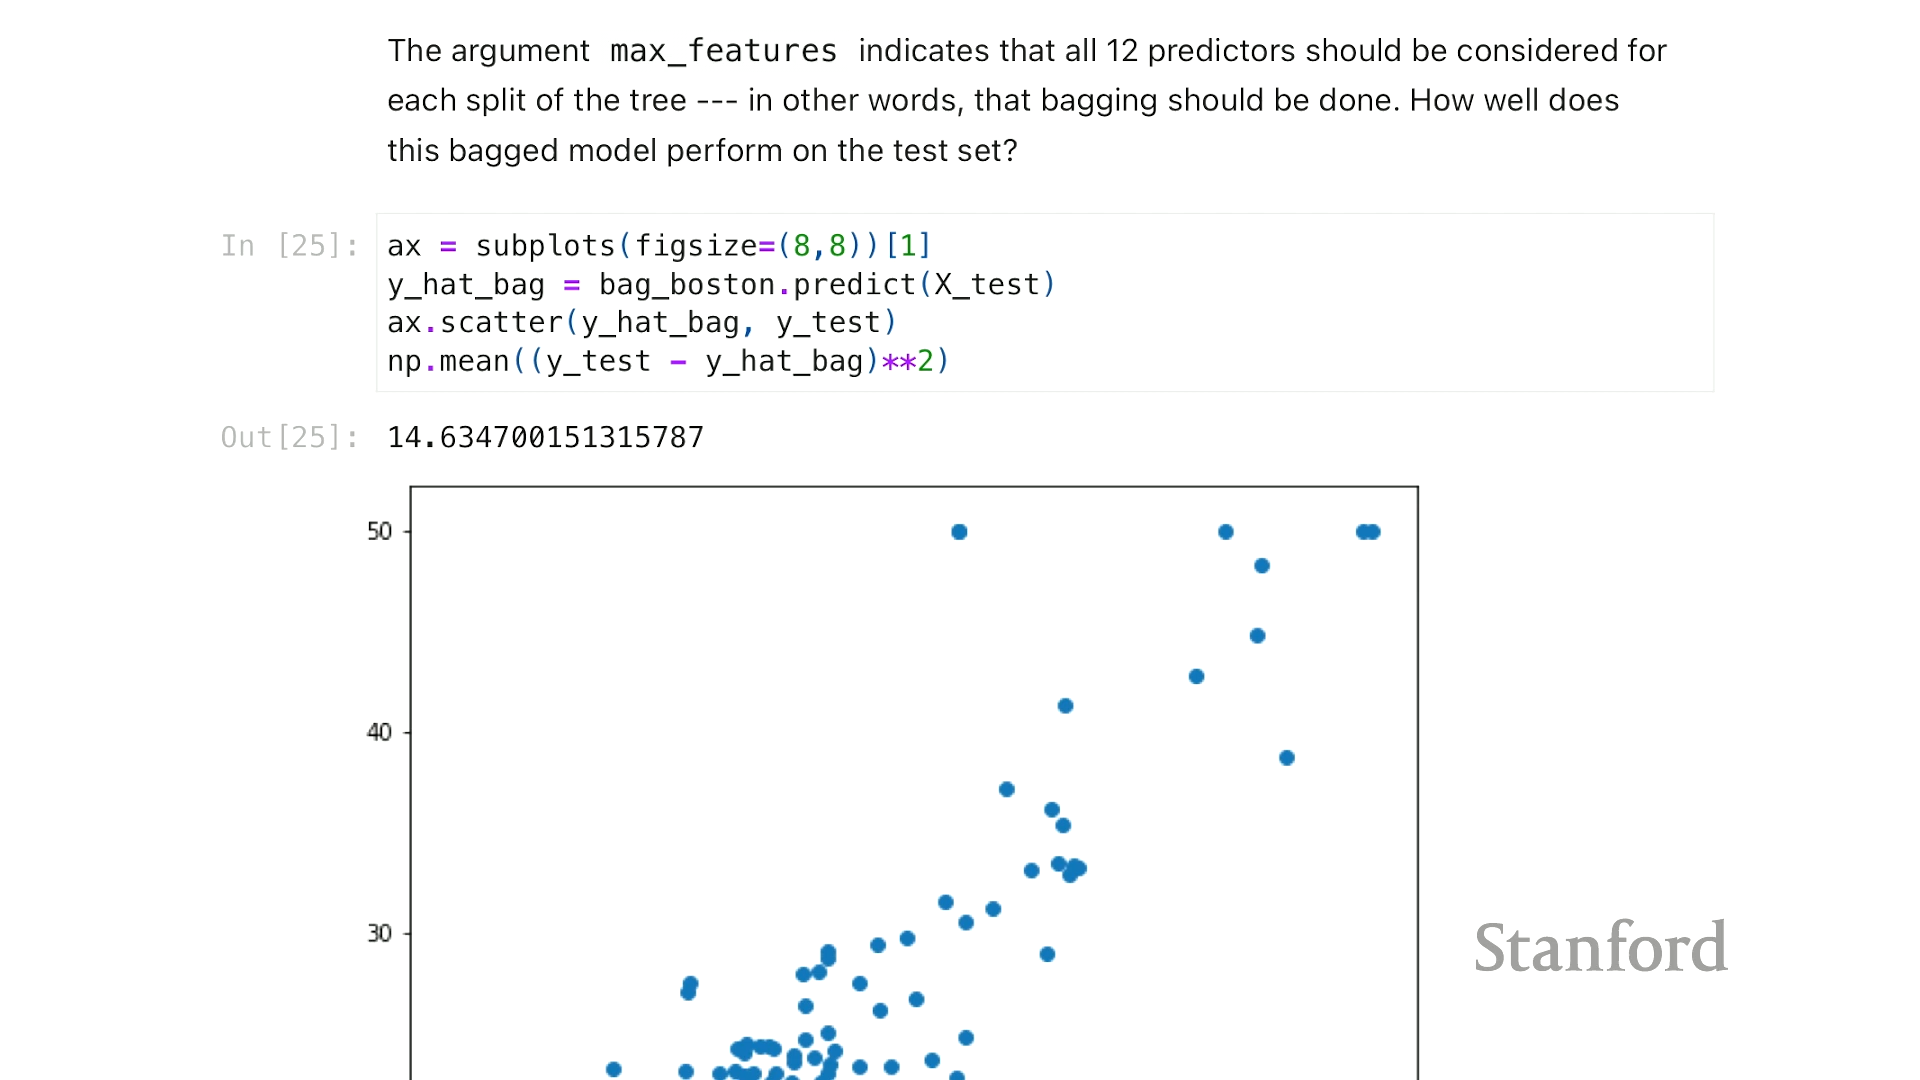 The argument max_features indicates that all 12 predictors should be considered for
each split of the tree --- in other words, that bagging should be done. How well does
this bagged model perform on the test set?
In [25]:
ax = subplots(figsize=(8,8))[1]
y_hat_bag = bag_boston.predict(X_test)
ax.scatter(y_hat_bag, y_test)
np.mean((y_test - y_hat_bag)**2)
Out[25]: 14.634700151315787
50
40
30
Stanford